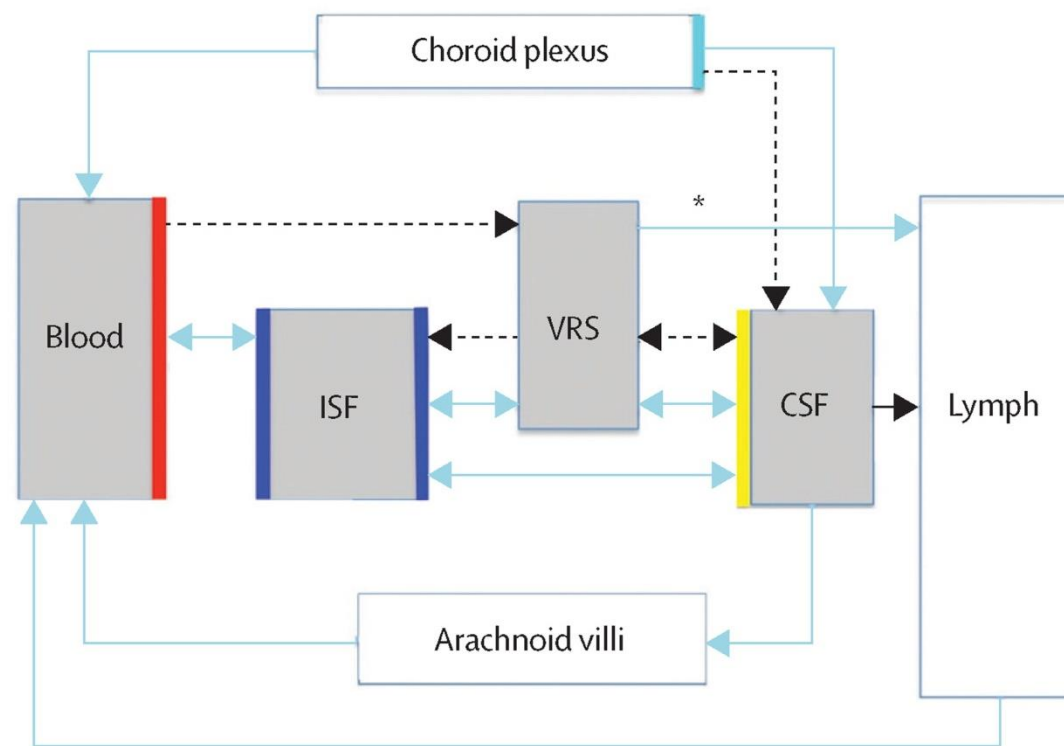 Choroid plexus
*
Blood
ISF
VRS
CSF
Lymph
Arachnoid villi